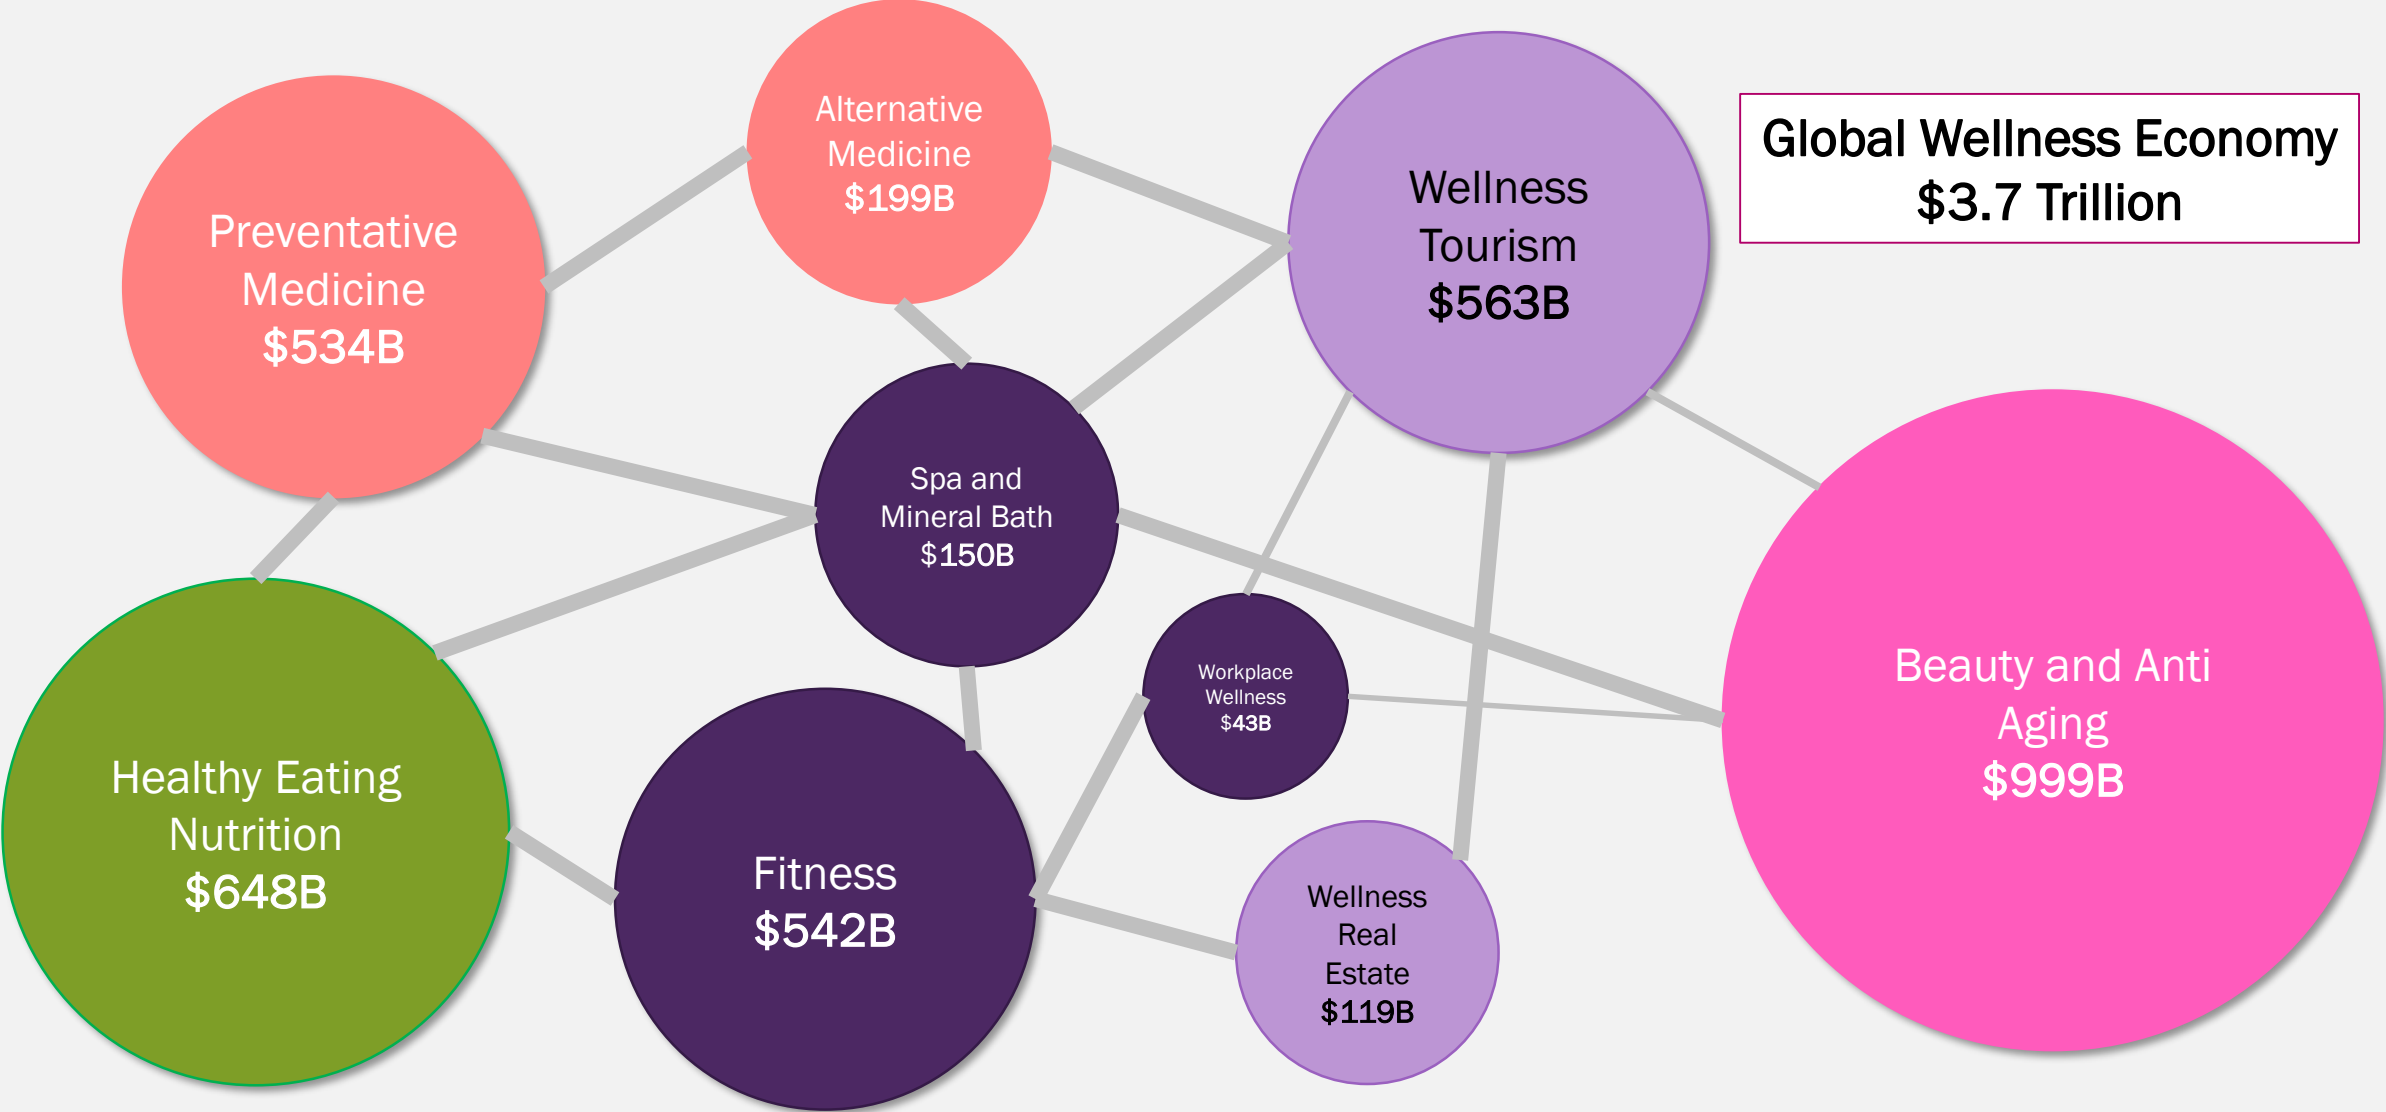 Alternative
Medicine
$199B
Global Wellness Economy
$3.7 Trillion
Preventative
Medicine
$534B
Wellness
Tourism
$563B
Spa and
Mineral Bath
$150B
Workplace
Wellness
$43B
Beauty and Anti
Aging
$999B
Healthy Eating
Nutrition
$648B
Fitness
$542B
Wellness
Real
Estate
$119B